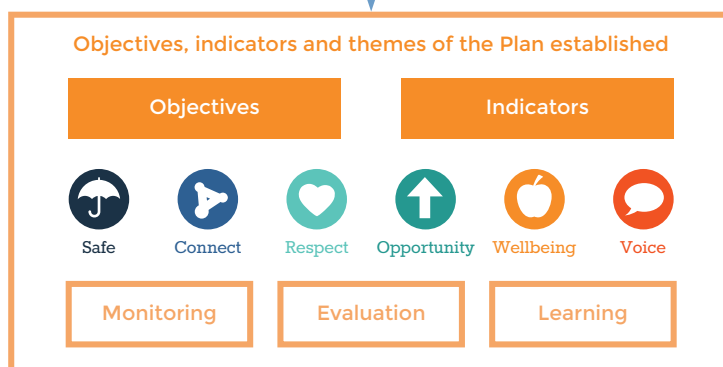 Objectives, indicators and themes of the Plan established
Objectives Indicators
Safe Connect Respect Opportunity Wellbeing Voice
Monitoring Evaluation Learning